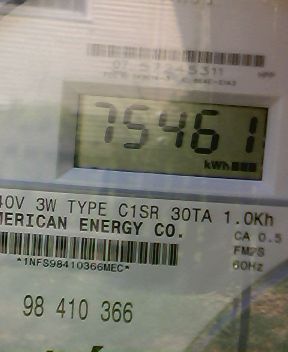 75461
kWh
40V 3W TYPE C1SR 30TA 1.0Kh
MERICAN ENERGY CO.
CA 0.5
FM2S
60Hz
*1NFS98410366MEC*
98 410 366